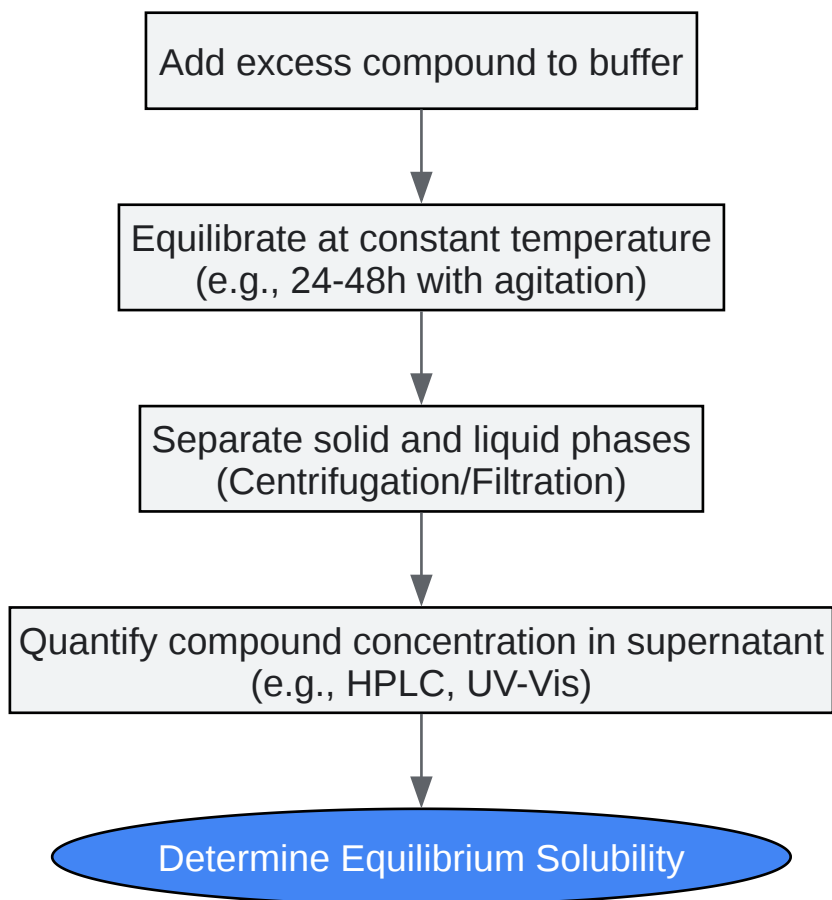 Add excess compound to buffer
Equilibrate at constant temperature
(e.g., 24-48h with agitation)
Separate solid and liquid phases
(Centrifugation/Filtration)
Quantify compound concentration in supernatant
(e.g., HPLC, UV-Vis)
Determine Equilibrium Solubility